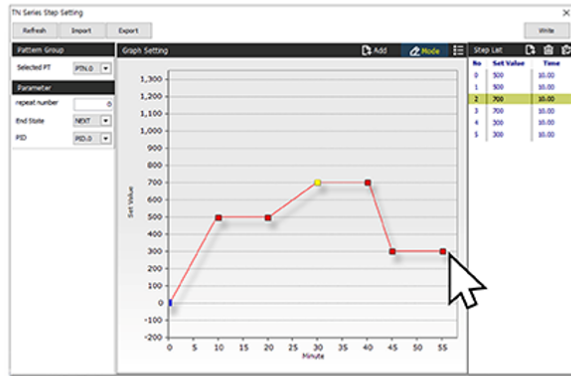 TN Series Step Setting
Refresh Import Export Write
Pattern Group
Selected PT PTN.0
Parameter
repeat number 0
End State NEXT
PID PID.0
Graph Setting Add Mode
1,300
1,200
1,100
1,000
900
800
700
600
500
400
300
200
100
0
-100
-200
Set Value
0 5 10 15 20 25 30 35 40 45 50 55
Minute
Step List
No Set Value Time
0 500 10.00
1 500 10.00
2 700 10.00
3 700 10.00
4 300 10.00
5 300 10.00